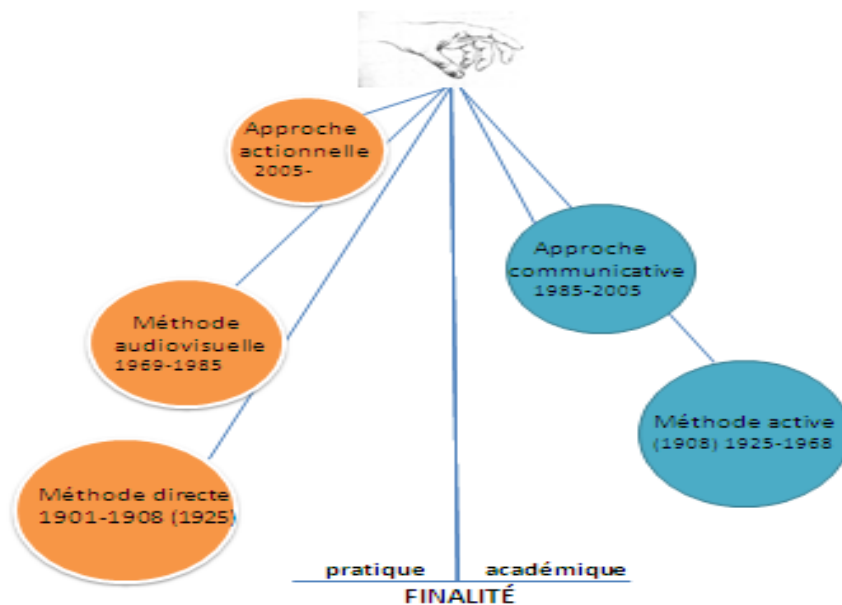 Approche
actionnelle
2005-
Approche
communicative
1985-2005
Méthode
audiovisuelle
1969-1985
Méthode active
(1908) 1925-1968
Méthode directe
1901-1908 (1925)
pratique académique
FINALITÉ